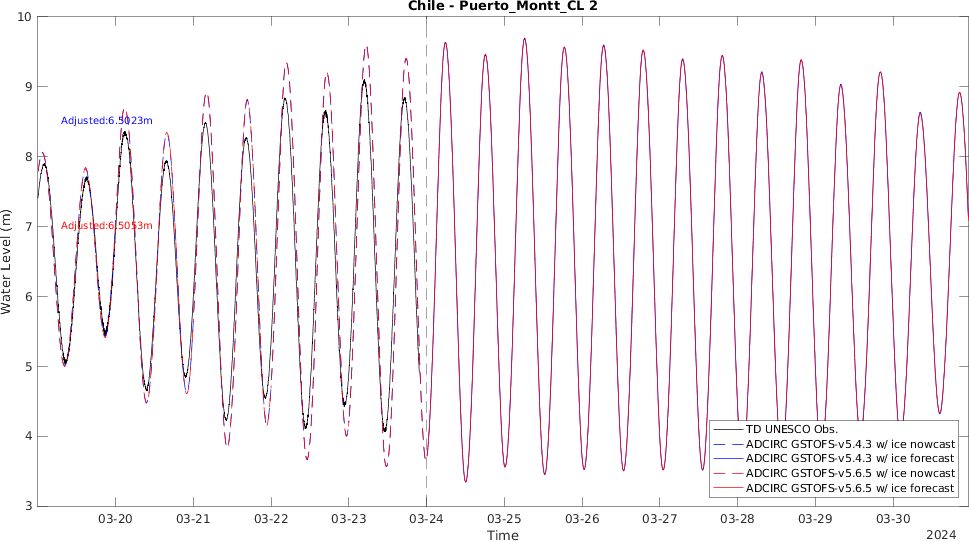 Chile - Puerto_Montt_CL 2
10
9
8
7
6
5
4
3
Water Level (m)
Adjusted:6.5023m
Adjusted:6.5053m
TD UNESCO Obs.
ADCIRC GSTOFS-v5.4.3 w/ ice nowcast
ADCIRC GSTOFS-v5.4.3 w/ ice forecast
ADCIRC GSTOFS-v5.6.5 w/ ice nowcast
ADCIRC GSTOFS-v5.6.5 w/ ice forecast
03-20 03-21 03-22 03-23 03-24 03-25 03-26 03-27 03-28 03-29 03-30
Time
2024